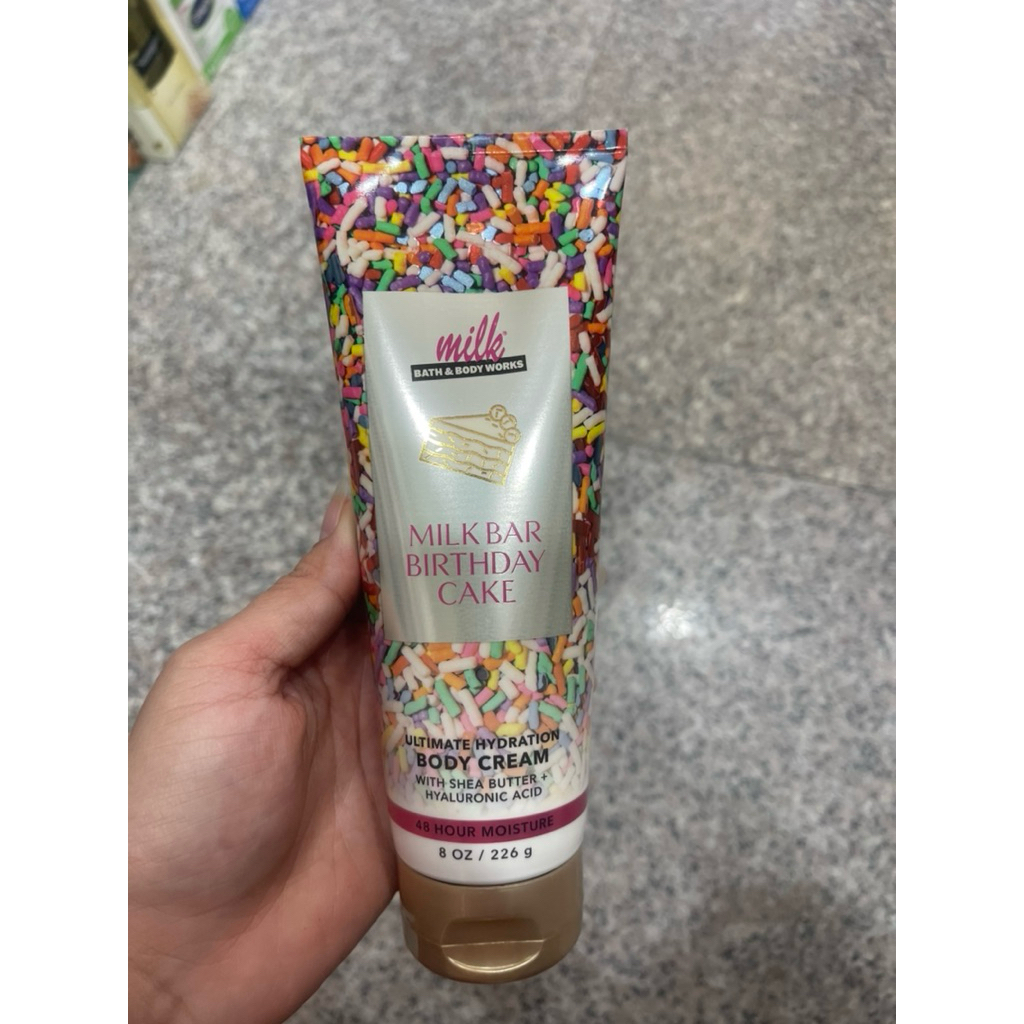 milk
BATH & BODY WORKS
MILK BAR
BIRTHDAY
CAKE
ULTIMATE HYDRATION
BODY CREAM
WITH SHEA BUTTER +
HYALURONIC ACID
48 HOUR MOISTURE
8 OZ / 226 g